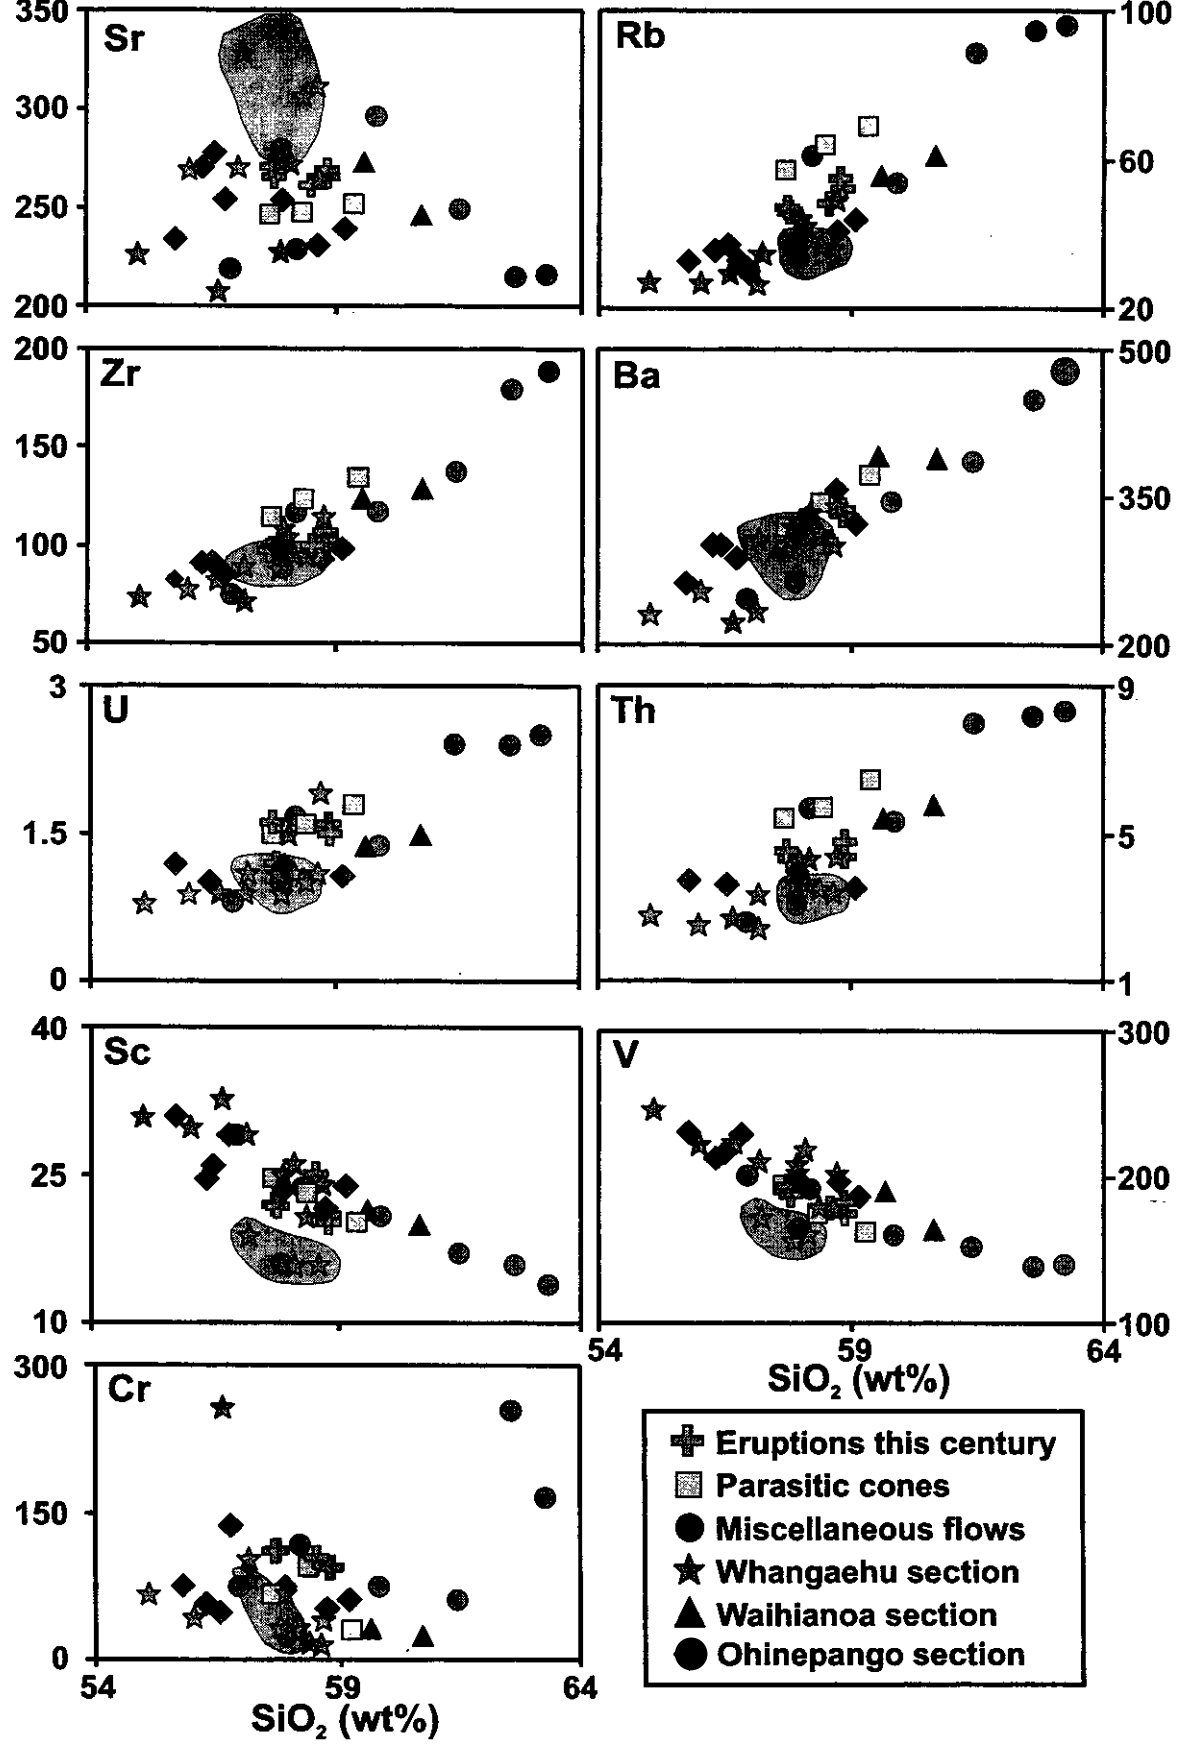 350
Sr
300
250
200
Rb
100
60
20
200
Zr
150
100
50
Ba
500
350
200
3
U
1.5
0
Th
9
5
1
40
Sc
25
10
V
300
200
100
54 59 64
SiO₂ (wt%)
300
Cr
150
0
54 59 64
SiO₂ (wt%)
Eruptions this century
Parasitic cones
Miscellaneous flows
Whangaehu section
Waihianoa section
Ohinepango section